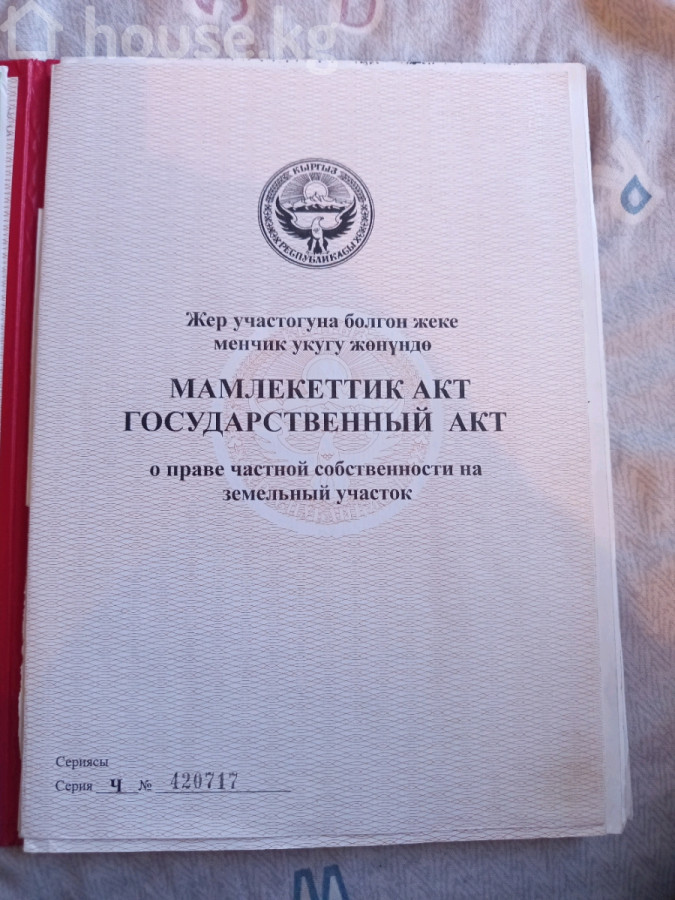 house.kg
КЫРГЫЗ
РЕСПУБЛИКАСЫ
Жер участогуна болгон жеке
менчик укугу жөнүндө
МАМЛЕКЕТТИК АКТ
ГОСУДАРСТВЕННЫЙ АКТ
о праве частной собственности на
земельный участок
Сериясы
Серия Ч № 420717